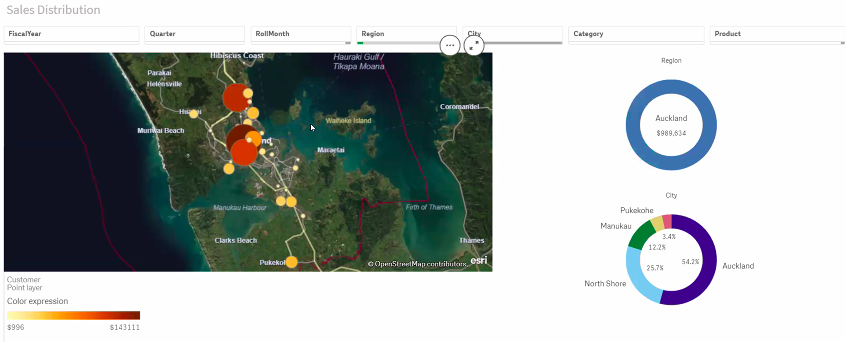 Sales Distribution
FiscalYear
Quarter
RollMonth
Region
City
Category
Product
Hibiscus Coast
Hauraki Gulf /
Tikapa Moana
Parakai
Helensville
Coromandel
Waiheke Island
Muriwai Beach
Maraetai
Manukau Harbour
Firth of Thames
Clarks Beach
Thames
© OpenStreetMap contributors,
esri
Region
Auckland
$989,634
City
Pukekohe
Manukau
3.4%
12.2%
25.7%
54.2%
Auckland
North Shore
Customer
Point layer
Color expression
$996
$143111